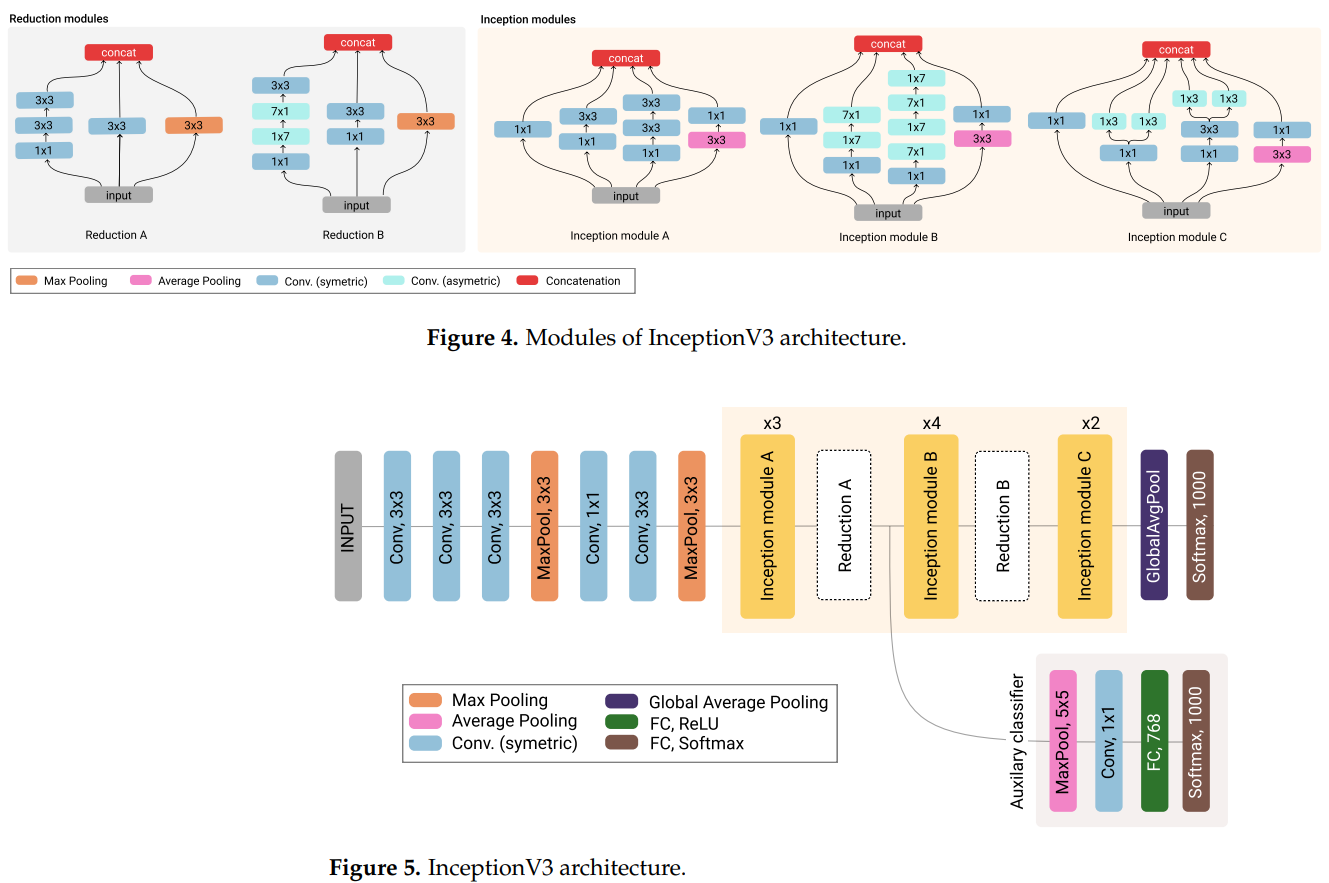 Reduction modules
concat
3x3
3x3
1x1
3x3
3x3
input
Reduction A
concat
3x3
7x1
1x7
1x1
3x3
1x1
3x3
input
Reduction B
Inception modules
concat
1x1
3x3
1x1
3x3
3x3
1x1
1x1
3x3
input
Inception module A
concat
1x1
7x1
1x7
1x1
1x7
7x1
1x7
7x1
1x1
1x1
3x3
input
Inception module B
concat
1x1
1x3
1x3
1x1
1x3
1x3
3x3
1x1
1x1
3x3
input
Inception module C
Max Pooling
Average Pooling
Conv. (symetric)
Conv. (asymetric)
Concatenation
Figure 4. Modules of InceptionV3 architecture.
INPUT
Conv, 3x3
Conv, 3x3
Conv, 3x3
MaxPool, 3x3
Conv, 1x1
Conv, 3x3
MaxPool, 3x3
x3
Inception module A
Reduction A
x4
Inception module B
Reduction B
x2
Inception module C
GlobalAvgPool
Softmax, 1000
Max Pooling
Average Pooling
Conv. (symetric)
Global Average Pooling
FC, ReLU
FC, Softmax
Auxilary classifier
MaxPool, 5x5
Conv, 1x1
FC, 768
Softmax, 1000
Figure 5. InceptionV3 architecture.